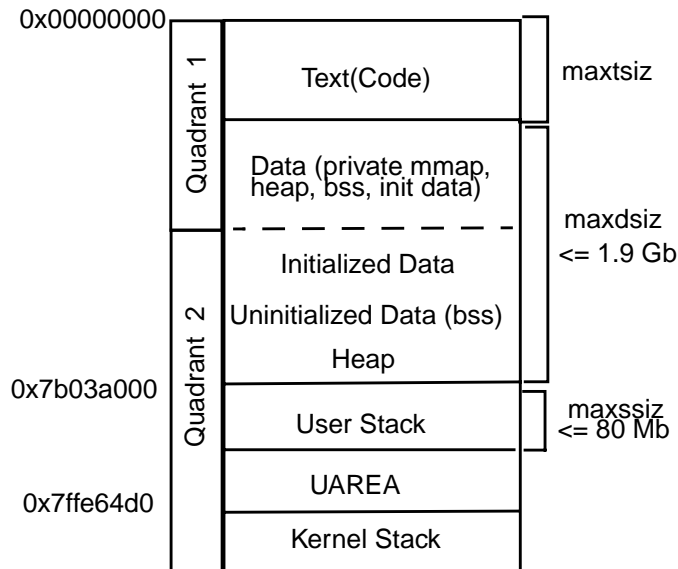 0x00000000
Quadrant 1
Text(Code)
maxtsiz
Data (private mmap,
heap, bss, init data)
maxdsiz
<= 1.9 Gb
Quadrant 2
Initialized Data
Uninitialized Data (bss)
Heap
0x7b03a000
User Stack
maxssiz
<= 80 Mb
UAREA
0x7ffe64d0
Kernel Stack